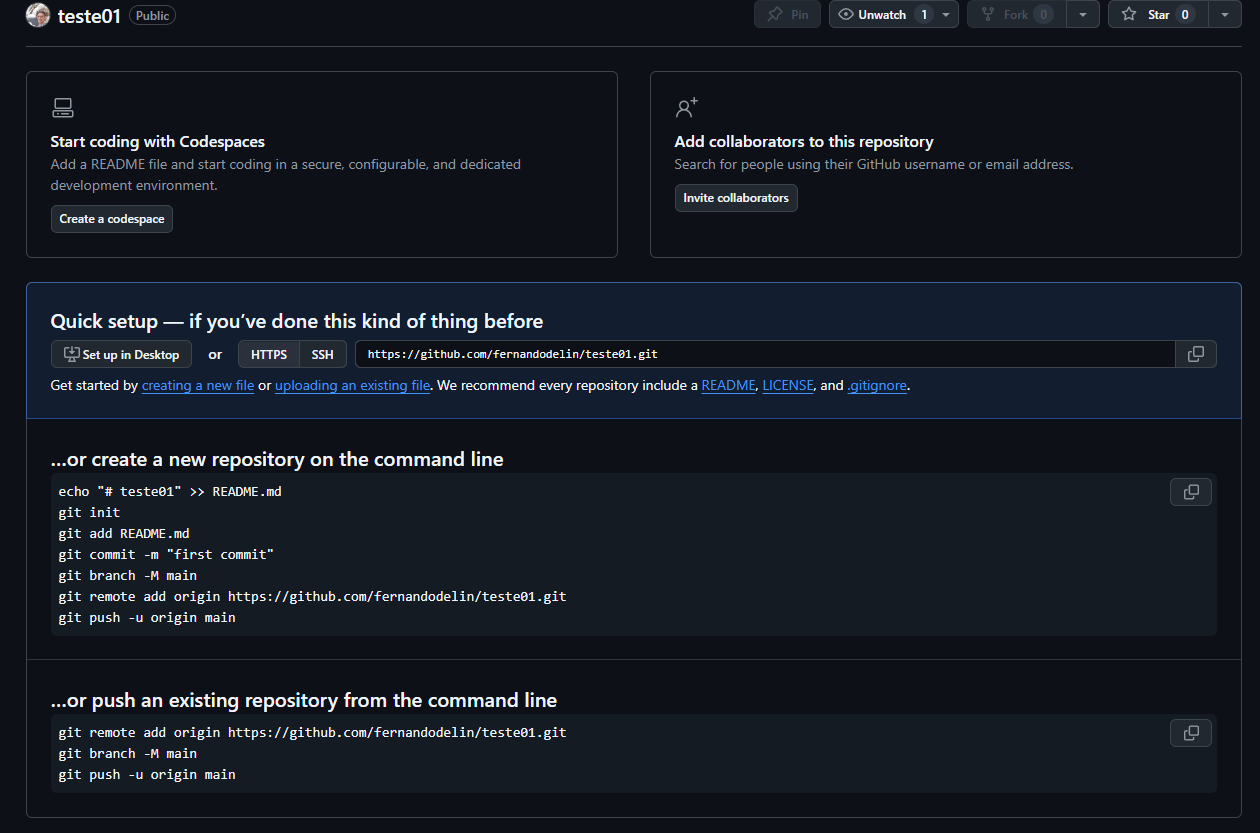 teste01 Public
Pin
Unwatch 1
Fork 0
Star 0
Start coding with Codespaces
Add a README file and start coding in a secure, configurable, and dedicated
development environment.
Create a codespace
Add collaborators to this repository
Search for people using their GitHub username or email address.
Invite collaborators
Quick setup — if you’ve done this kind of thing before
Set up in Desktop or HTTPS SSH https://github.com/fernandodelin/teste01.git
Get started by creating a new file or uploading an existing file. We recommend every repository include a README, LICENSE, and .gitignore.
…or create a new repository on the command line
echo "# teste01" >> README.md
git init
git add README.md
git commit -m "first commit"
git branch -M main
git remote add origin https://github.com/fernandodelin/teste01.git
git push -u origin main
…or push an existing repository from the command line
git remote add origin https://github.com/fernandodelin/teste01.git
git branch -M main
git push -u origin main